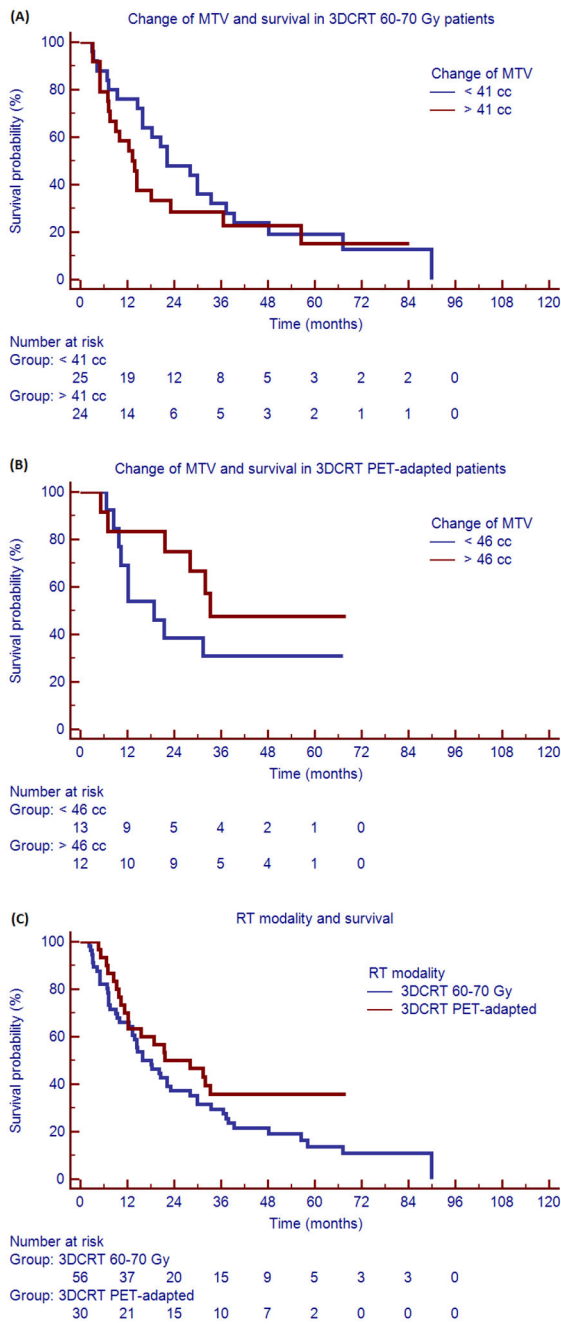 (A)
Change of MTV and survival in 3DCRT 60-70 Gy patients
Change of MTV
< 41 cc
> 41 cc
Survival probability (%)
100
80
60
40
20
0
0 12 24 36 48 60 72 84 96 108 120
Time (months)
Number at risk
Group: < 41 cc
25 19 12 8 5 3 2 2 0
Group: > 41 cc
24 14 6 5 3 2 1 1 0
(B)
Change of MTV and survival in 3DCRT PET-adapted patients
Change of MTV
< 46 cc
> 46 cc
Survival probability (%)
100
80
60
40
20
0
0 12 24 36 48 60 72 84 96 108 120
Time (months)
Number at risk
Group: < 46 cc
13 9 5 4 2 1 0
Group: > 46 cc
12 10 9 5 4 1 0
(C)
RT modality and survival
RT modality
3DCRT 60-70 Gy
3DCRT PET-adapted
Survival probability (%)
100
80
60
40
20
0
0 12 24 36 48 60 72 84 96 108 120
Time (months)
Number at risk
Group: 3DCRT 60-70 Gy
56 37 20 15 9 5 3 3 0
Group: 3DCRT PET-adapted
30 21 15 10 7 2 0 0 0